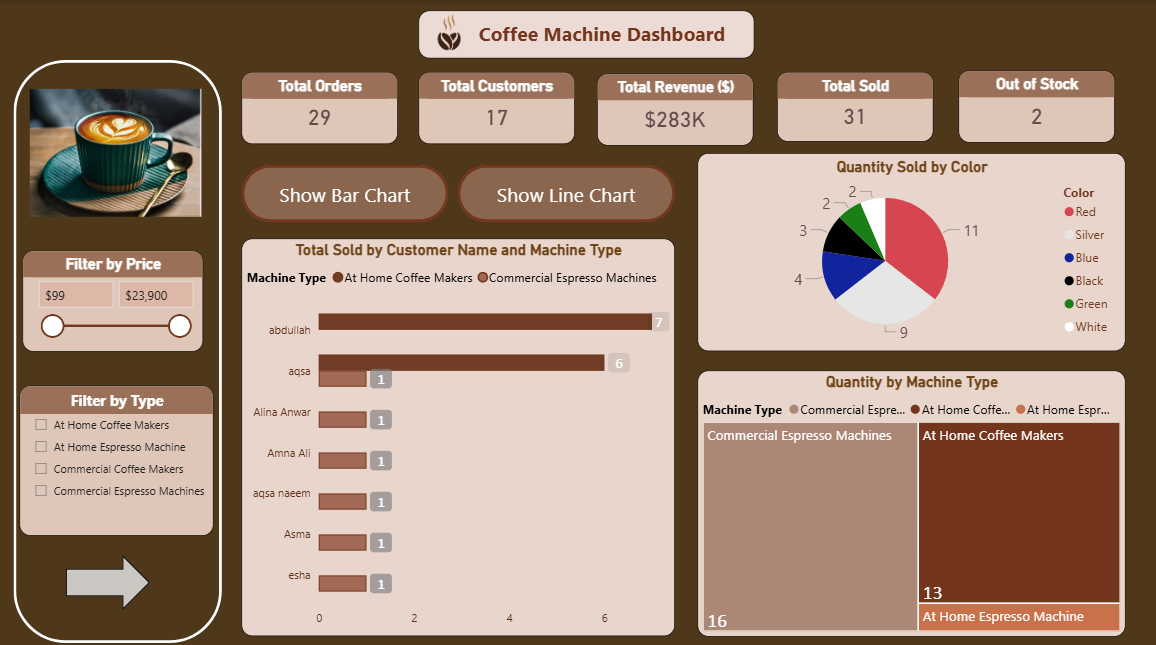 Coffee Machine Dashboard
Total Orders
29
Total Customers
17
Total Revenue ($)
$283K
Total Sold
31
Out of Stock
2
Filter by Price
$99
$23,900
Filter by Type
At Home Coffee Makers
At Home Espresso Machine
Commercial Coffee Makers
Commercial Espresso Machines
Show Bar Chart
Show Line Chart
Total Sold by Customer Name and Machine Type
Machine Type At Home Coffee Makers Commercial Espresso Machines
abdullah 7
aqsa 6
1
Alina Anwar 1
Amna Ali 1
aqsa naeem 1
Asma 1
esha 1
0 2 4 6
Quantity Sold by Color
11
9
4
3
2
2
Color
Red
Silver
Blue
Black
Green
White
Quantity by Machine Type
Machine Type Commercial Espre... At Home Coffe... At Home Espr...
Commercial Espresso Machines
16
At Home Coffee Makers
13
At Home Espresso Machine